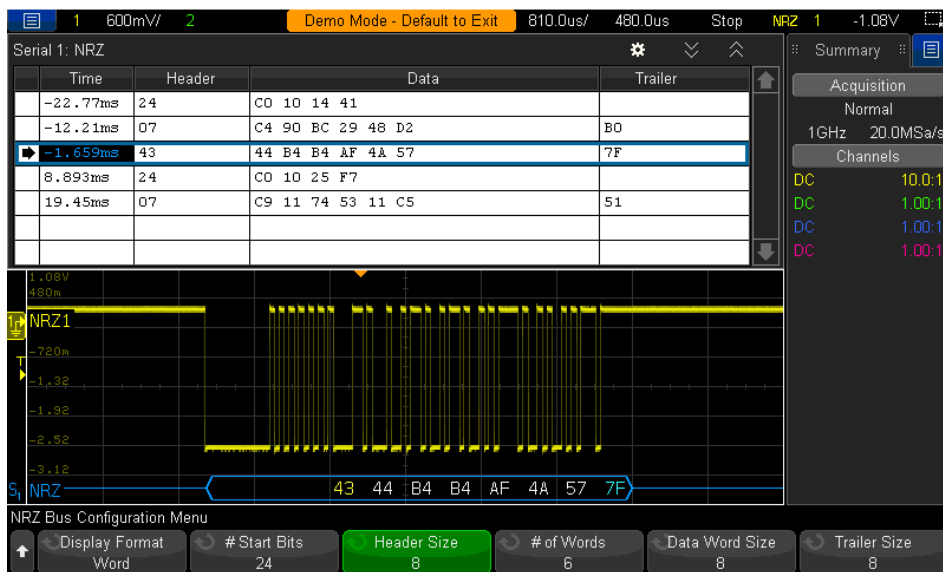 1 600mV/ 2 Demo Mode - Default to Exit 810.0us/ 480.0us Stop NRZ 1 -1.08V
Serial 1: NRZ
Summary
Time Header Data Trailer
-22.77ms 24 C0 10 14 41
-12.21ms 07 C4 90 BC 29 48 D2 B0
-1.659ms 43 44 B4 B4 AF 4A 57 7F
8.893ms 24 C0 10 25 F7
19.45ms 07 C9 11 74 53 11 C5 51
Acquisition
Normal
1GHz 20.0MSa/s
Channels
DC 10.0:1
DC 1.00:1
DC 1.00:1
DC 1.00:1
1.08V
480m
NRZ1
-720m
T
-1.32
-1.92
-2.52
-3.12
S1 NRZ 43 44 B4 B4 AF 4A 57 7F
NRZ Bus Configuration Menu
Display Format # Start Bits Header Size # of Words Data Word Size Trailer Size
Word 24 8 6 8 8